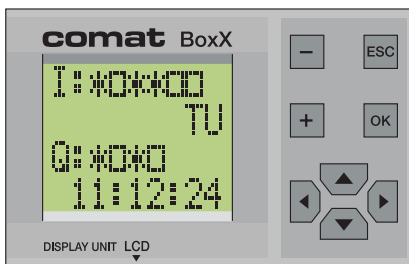 comat BoxX
I:*□**□□
TU
Q:*□*□
11:12:24
DISPLAY UNIT LCD
−
ESC
+
OK